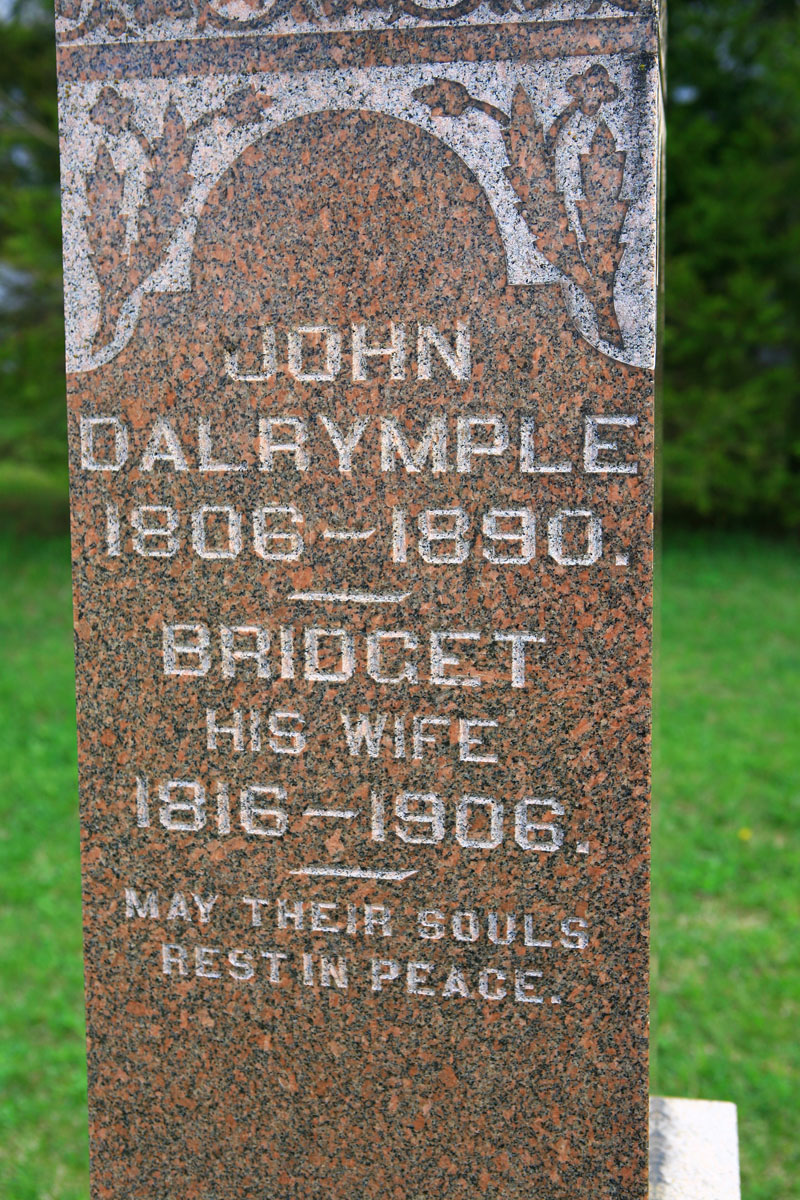 JOHN
DALRYMPLE
1806–1890.
BRIDGET
HIS WIFE
1816–1906.
MAY THEIR SOULS
REST IN PEACE.